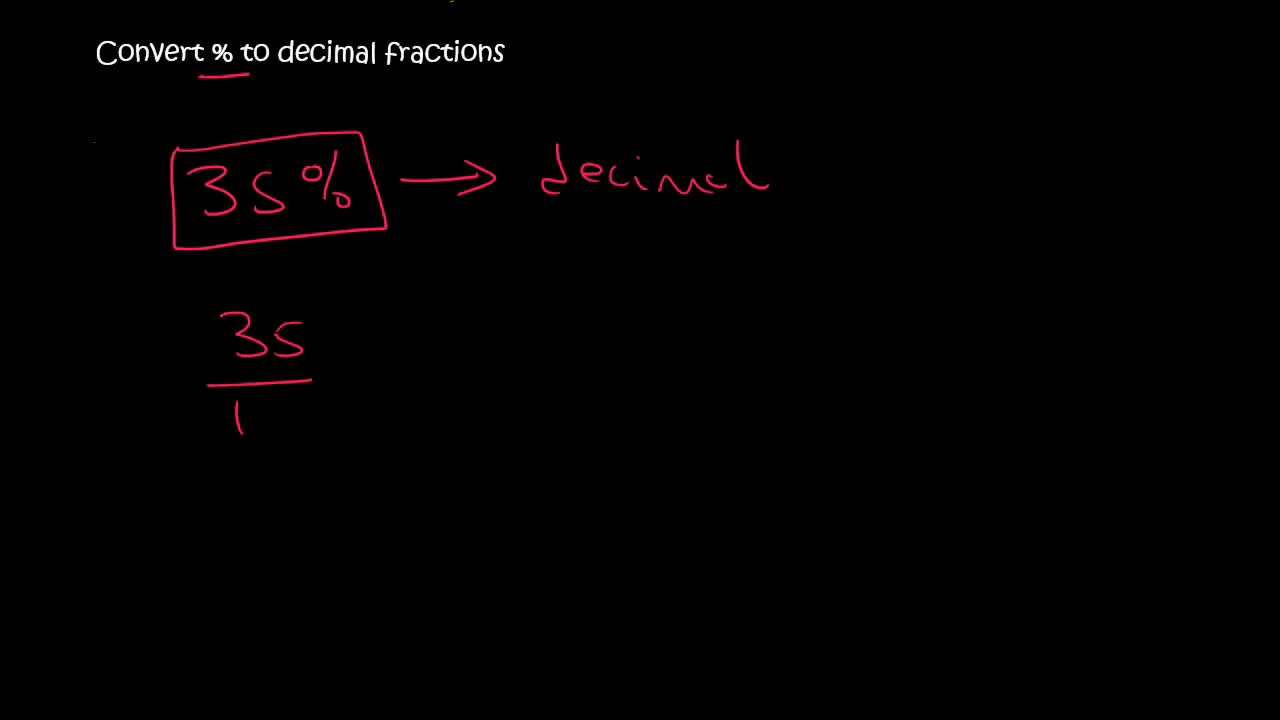 Convert % to decimal fractions
35% → decimal
35
1